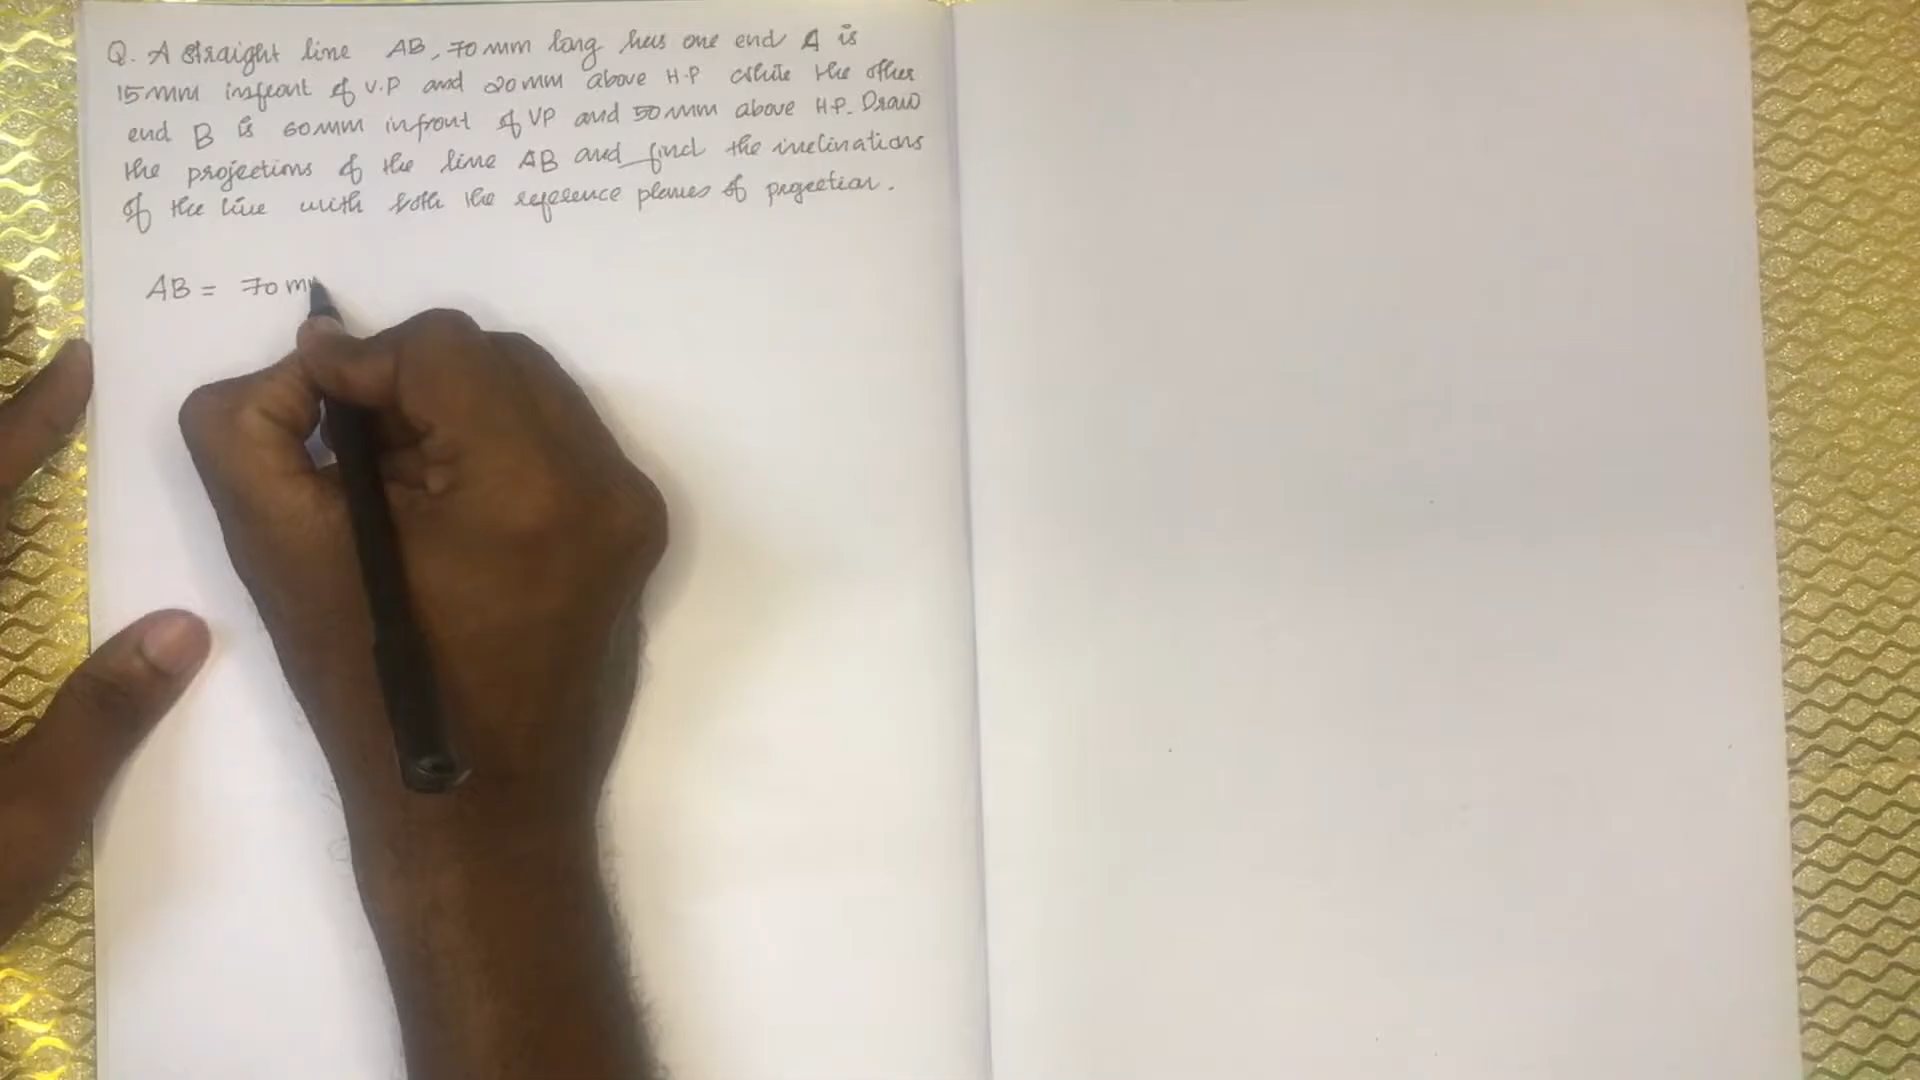 Q. A straight line AB, 70 mm long has one end A is
15 mm infront of V.P and 20 mm above H.P while the other
end B is 60 mm infront of VP and 50 mm above H.P. Draw
the projections of the line AB and find the inclinations
of the line with both the reference planes of projection.
AB = 70 m